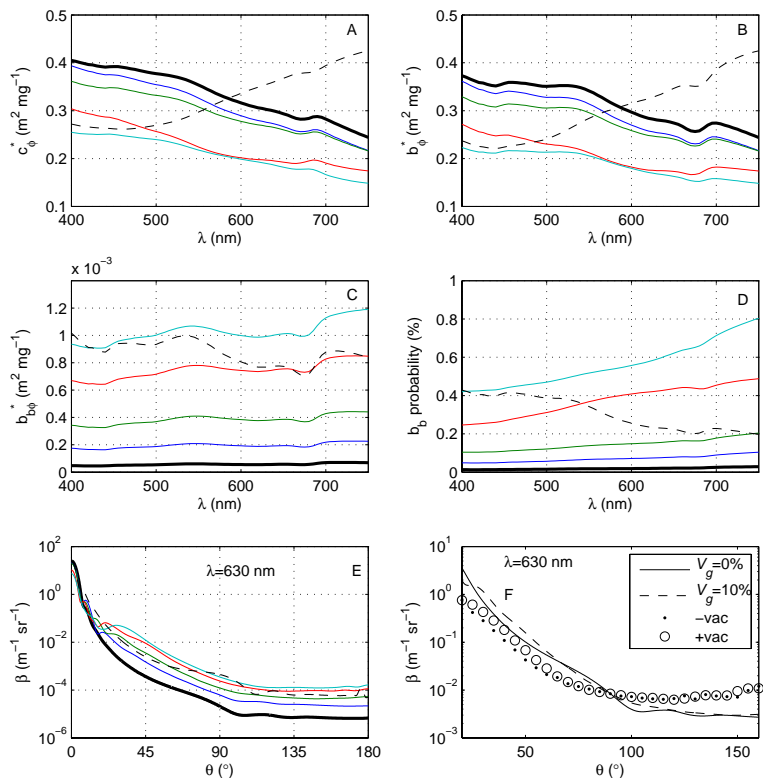 A
0.5
0.4
0.3
0.2
0.1
c*ϕ (m² mg⁻¹)
400 500 600 700
λ (nm)
B
0.5
0.4
0.3
0.2
0.1
b*ϕ (m² mg⁻¹)
400 500 600 700
λ (nm)
x 10⁻³
C
1.2
1
0.8
0.6
0.4
0.2
0
b*bϕ (m² mg⁻¹)
400 500 600 700
λ (nm)
D
1
0.8
0.6
0.4
0.2
0
b_b probability (%)
400 500 600 700
λ (nm)
λ=630 nm
E
10²
10⁰
10⁻²
10⁻⁴
10⁻⁶
β (m⁻¹ sr⁻¹)
0 45 90 135 180
θ (°)
λ=630 nm
F
V_g=0%
V_g=10%
−vac
+vac
10¹
10⁰
10⁻¹
10⁻²
10⁻³
β (m⁻¹ sr⁻¹)
50 100 150
θ (°)